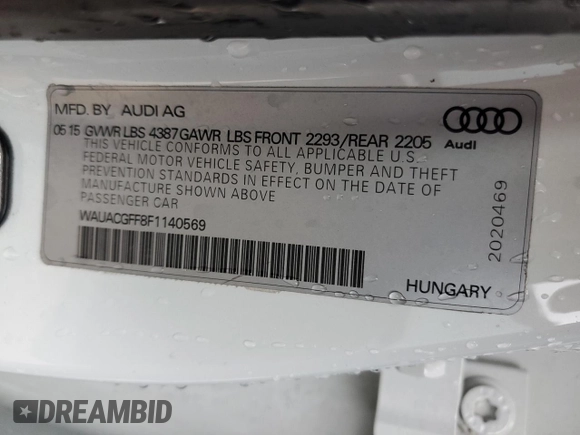 MFD. BY AUDI AG
05 15 GVWR LBS 4387 GAWR LBS FRONT 2293/REAR 2205
Audi
THIS VEHICLE CONFORMS TO ALL APPLICABLE U.S.
FEDERAL MOTOR VEHICLE SAFETY, BUMPER AND THEFT
PREVENTION STANDARDS IN EFFECT ON THE DATE OF
MANUFACTURE SHOWN ABOVE
PASSENGER CAR
WAUACGFF8F1140569
2020469
HUNGARY
DREAMBID